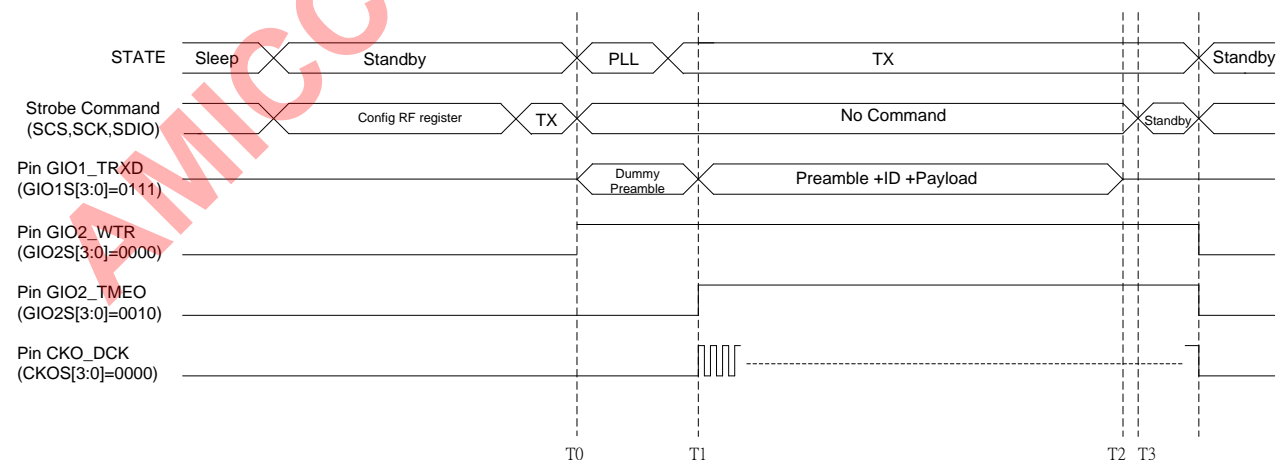 STATE Sleep Standby PLL TX Standby
Strobe Command
(SCS,SCK,SDIO)
Config RF register TX No Command Standby
Pin GIO1_TRXD
(GIO1S[3:0]=0111)
Dummy
Preamble
Preamble +ID +Payload
Pin GIO2_WTR
(GIO2S[3:0]=0000)
Pin GIO2_TMEO
(GIO2S[3:0]=0010)
Pin CKO_DCK
(CKOS[3:0]=0000)
T0 T1 T2 T3
AMICC